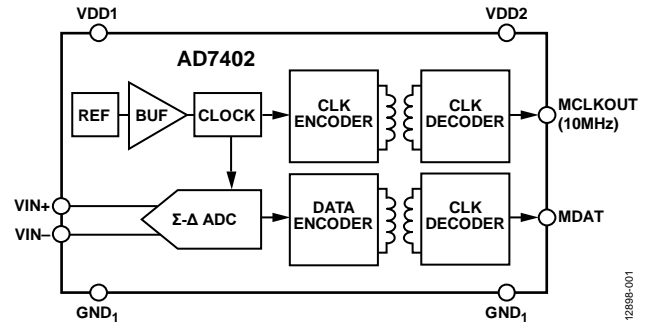 VDD1
VDD2
AD7402
REF
BUF
CLOCK
CLK
ENCODER
CLK
DECODER
MCLKOUT
(10MHz)
VIN+
VIN–
Σ-Δ ADC
DATA
ENCODER
CLK
DECODER
MDAT
GND1
GND1
12898-001